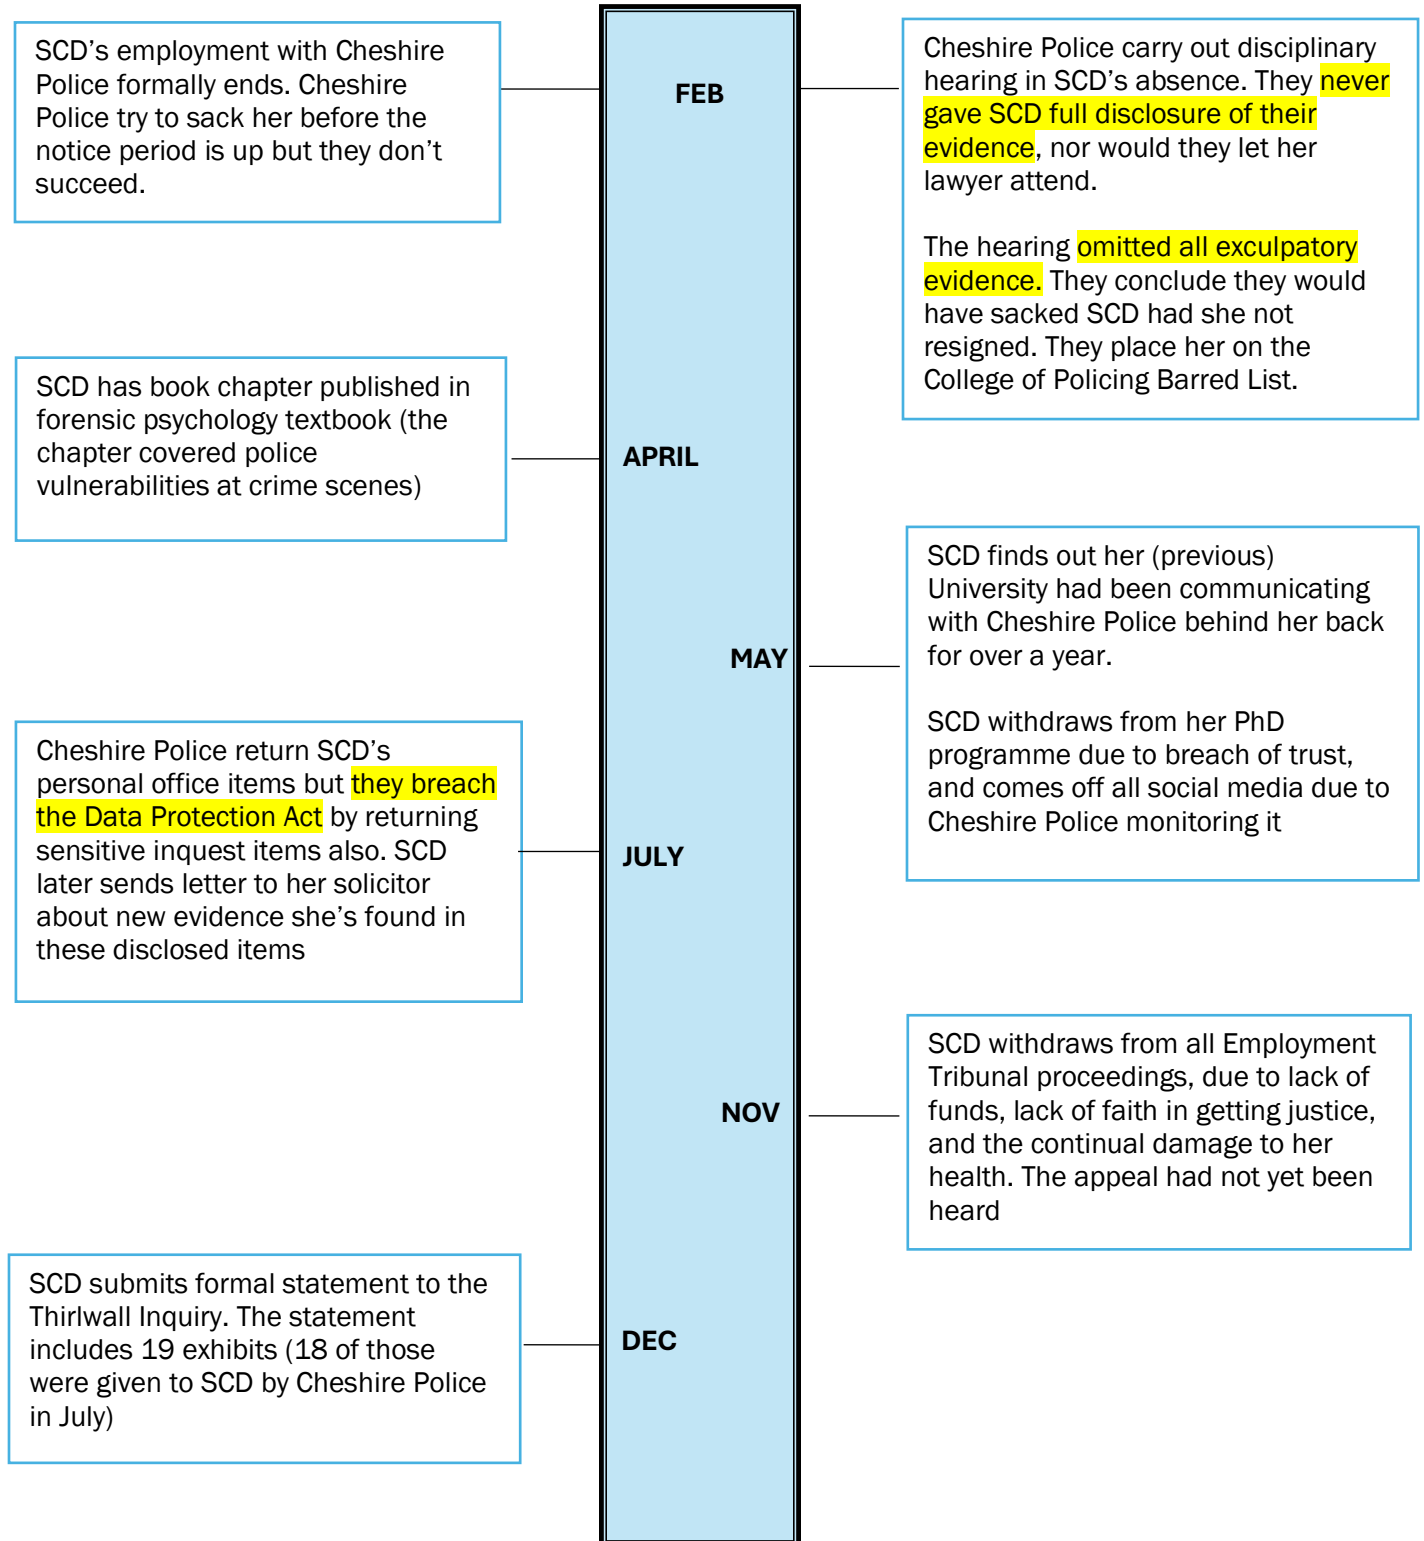 SCD’s employment with Cheshire
Police formally ends. Cheshire
Police try to sack her before the
notice period is up but they don’t
succeed.
FEB
Cheshire Police carry out disciplinary
hearing in SCD’s absence. They never
gave SCD full disclosure of their
evidence, nor would they let her
lawyer attend.
The hearing omitted all exculpatory
evidence. They conclude they would
have sacked SCD had she not
resigned. They place her on the
College of Policing Barred List.
SCD has book chapter published in
forensic psychology textbook (the
chapter covered police
vulnerabilities at crime scenes)
APRIL
SCD finds out her (previous)
University had been communicating
with Cheshire Police behind her back
for over a year.
SCD withdraws from her PhD
programme due to breach of trust,
and comes off all social media due to
Cheshire Police monitoring it
MAY
Cheshire Police return SCD’s
personal office items but they breach
the Data Protection Act by returning
sensitive inquest items also. SCD
later sends letter to her solicitor
about new evidence she’s found in
these disclosed items
JULY
SCD withdraws from all Employment
Tribunal proceedings, due to lack of
funds, lack of faith in getting justice,
and the continual damage to her
health. The appeal had not yet been
heard
NOV
SCD submits formal statement to the
Thirlwall Inquiry. The statement
includes 19 exhibits (18 of those
were given to SCD by Cheshire Police
in July)
DEC